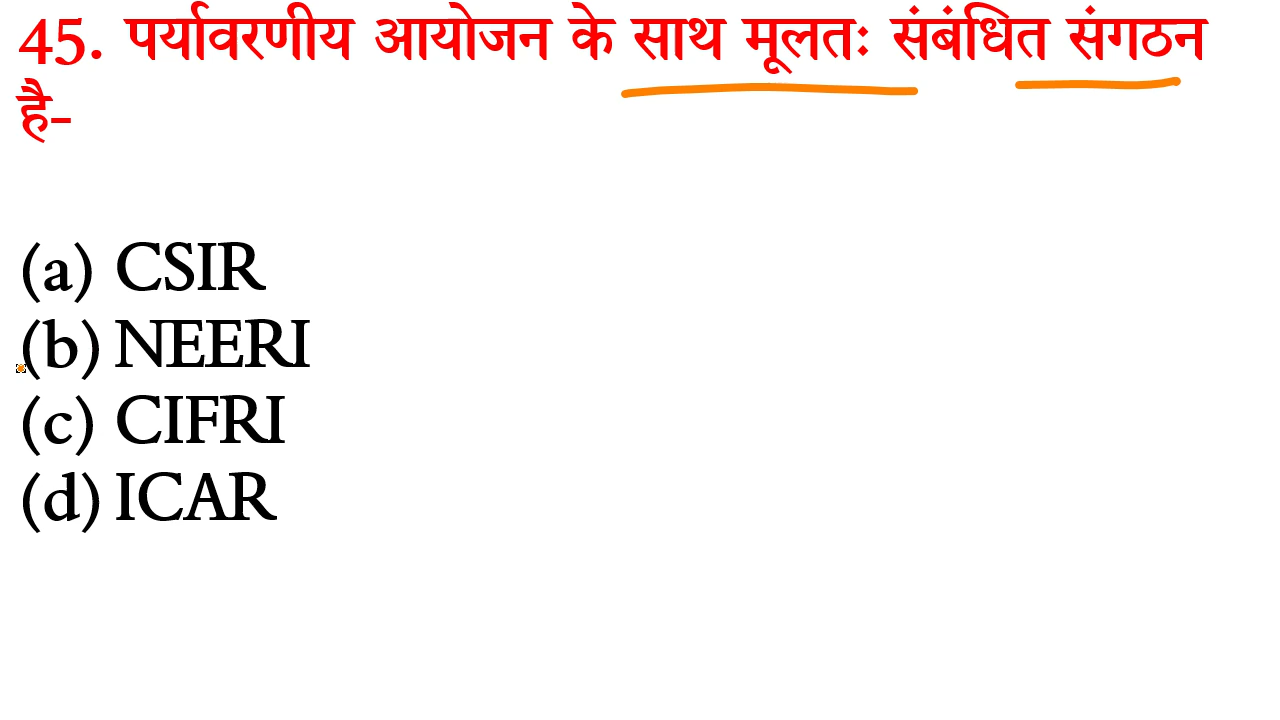 45. पर्यावरणीय आयोजन के साथ मूलतः संबंधित संगठन
है-
(a) CSIR
(b) NEERI
(c) CIFRI
(d) ICAR